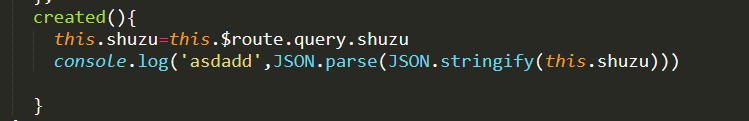 created(){
this.shuzu=this.$route.query.shuzu
console.log('asdadd',JSON.parse(JSON.stringify(this.shuzu)))
}